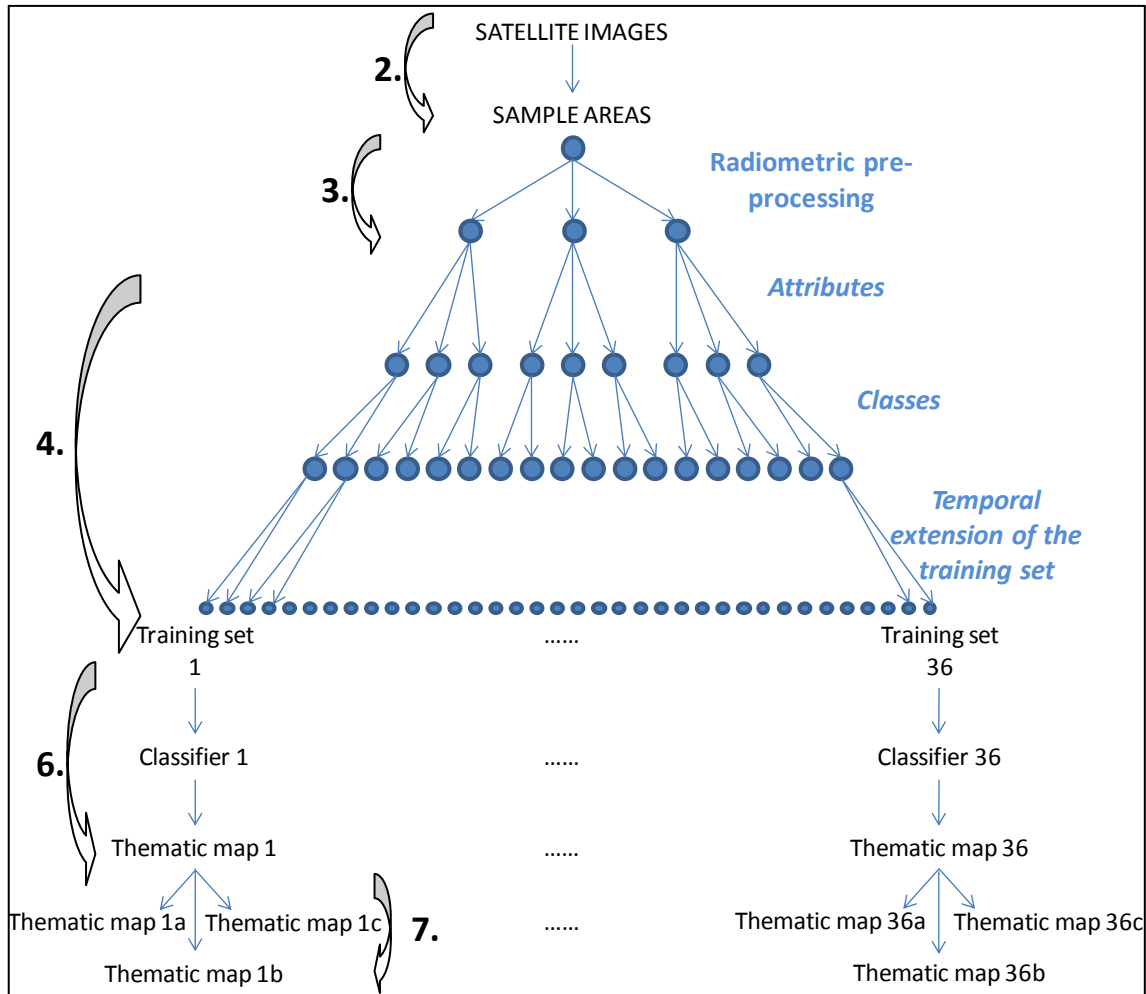 SATELLITE IMAGES
2.
SAMPLE AREAS
Radiometric pre-
processing
3.
Attributes
Classes
4.
Temporal
extension of the
training set
Training set
1
......
Training set
36
6.
Classifier 1
......
Classifier 36
Thematic map 1
......
Thematic map 36
Thematic map 1a
Thematic map 1c
7.
......
Thematic map 36a
Thematic map 36c
Thematic map 1b
Thematic map 36b